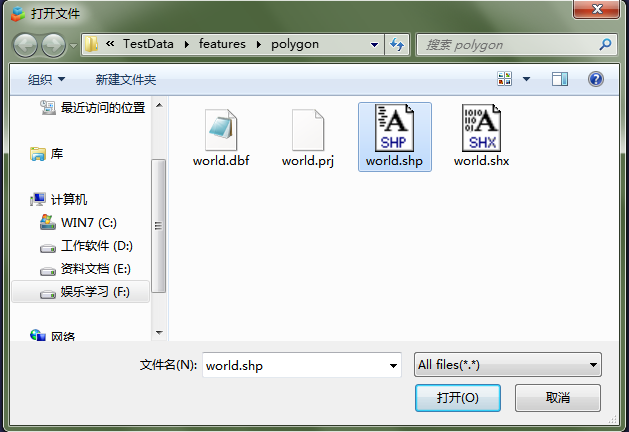 打开文件
« TestData features polygon
搜索 polygon
组织 新建文件夹
最近访问的位置
库
计算机
WIN7 (C:)
工作软件 (D:)
资料文档 (E:)
娱乐学习 (F:)
网络
world.dbf world.prj world.shp world.shx
A SHP
0101 A SHX
文件名(N): world.shp All files(*.*)
打开(O) 取消